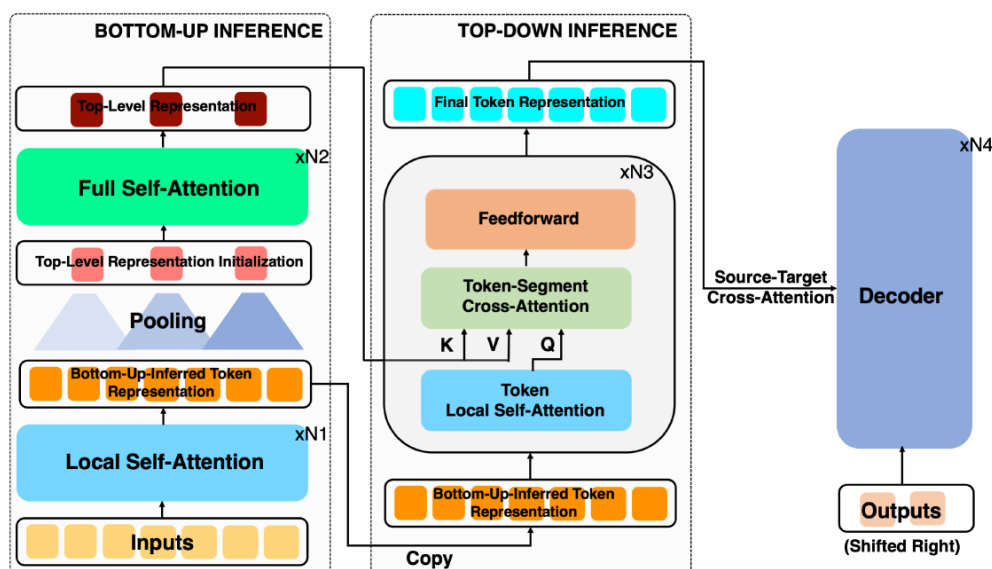 BOTTOM-UP INFERENCE
Top-Level Representation
xN2
Full Self-Attention
Top-Level Representation Initialization
Pooling
Bottom-Up-Inferred Token
Representation
xN1
Local Self-Attention
Inputs
Copy
TOP-DOWN INFERENCE
Final Token Representation
xN3
Feedforward
Token-Segment
Cross-Attention
K V Q
Token
Local Self-Attention
Bottom-Up-Inferred Token
Representation
Source-Target
Cross-Attention
xN4
Decoder
Outputs
(Shifted Right)